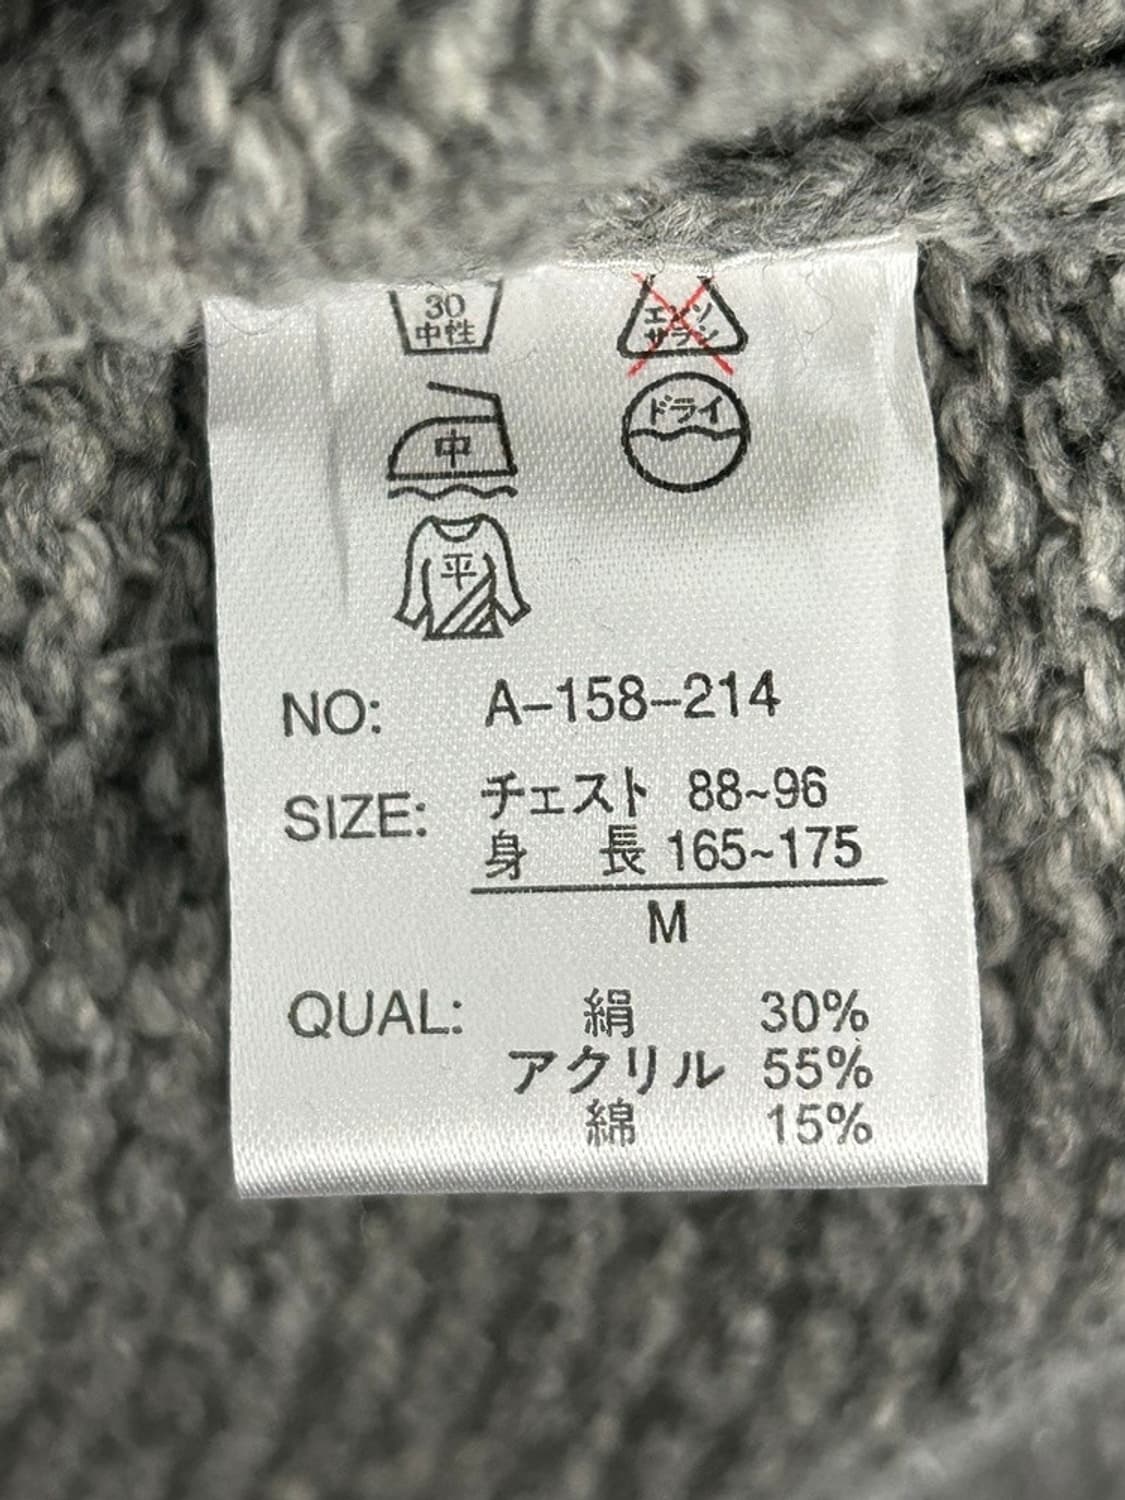 30
中性
エンソ
サラシ
中
ドライ
平
NO: A-158-214
SIZE: チェスト 88~96
身 長 165~175
M
QUAL: 絹 30%
アクリル 55%
綿 15%